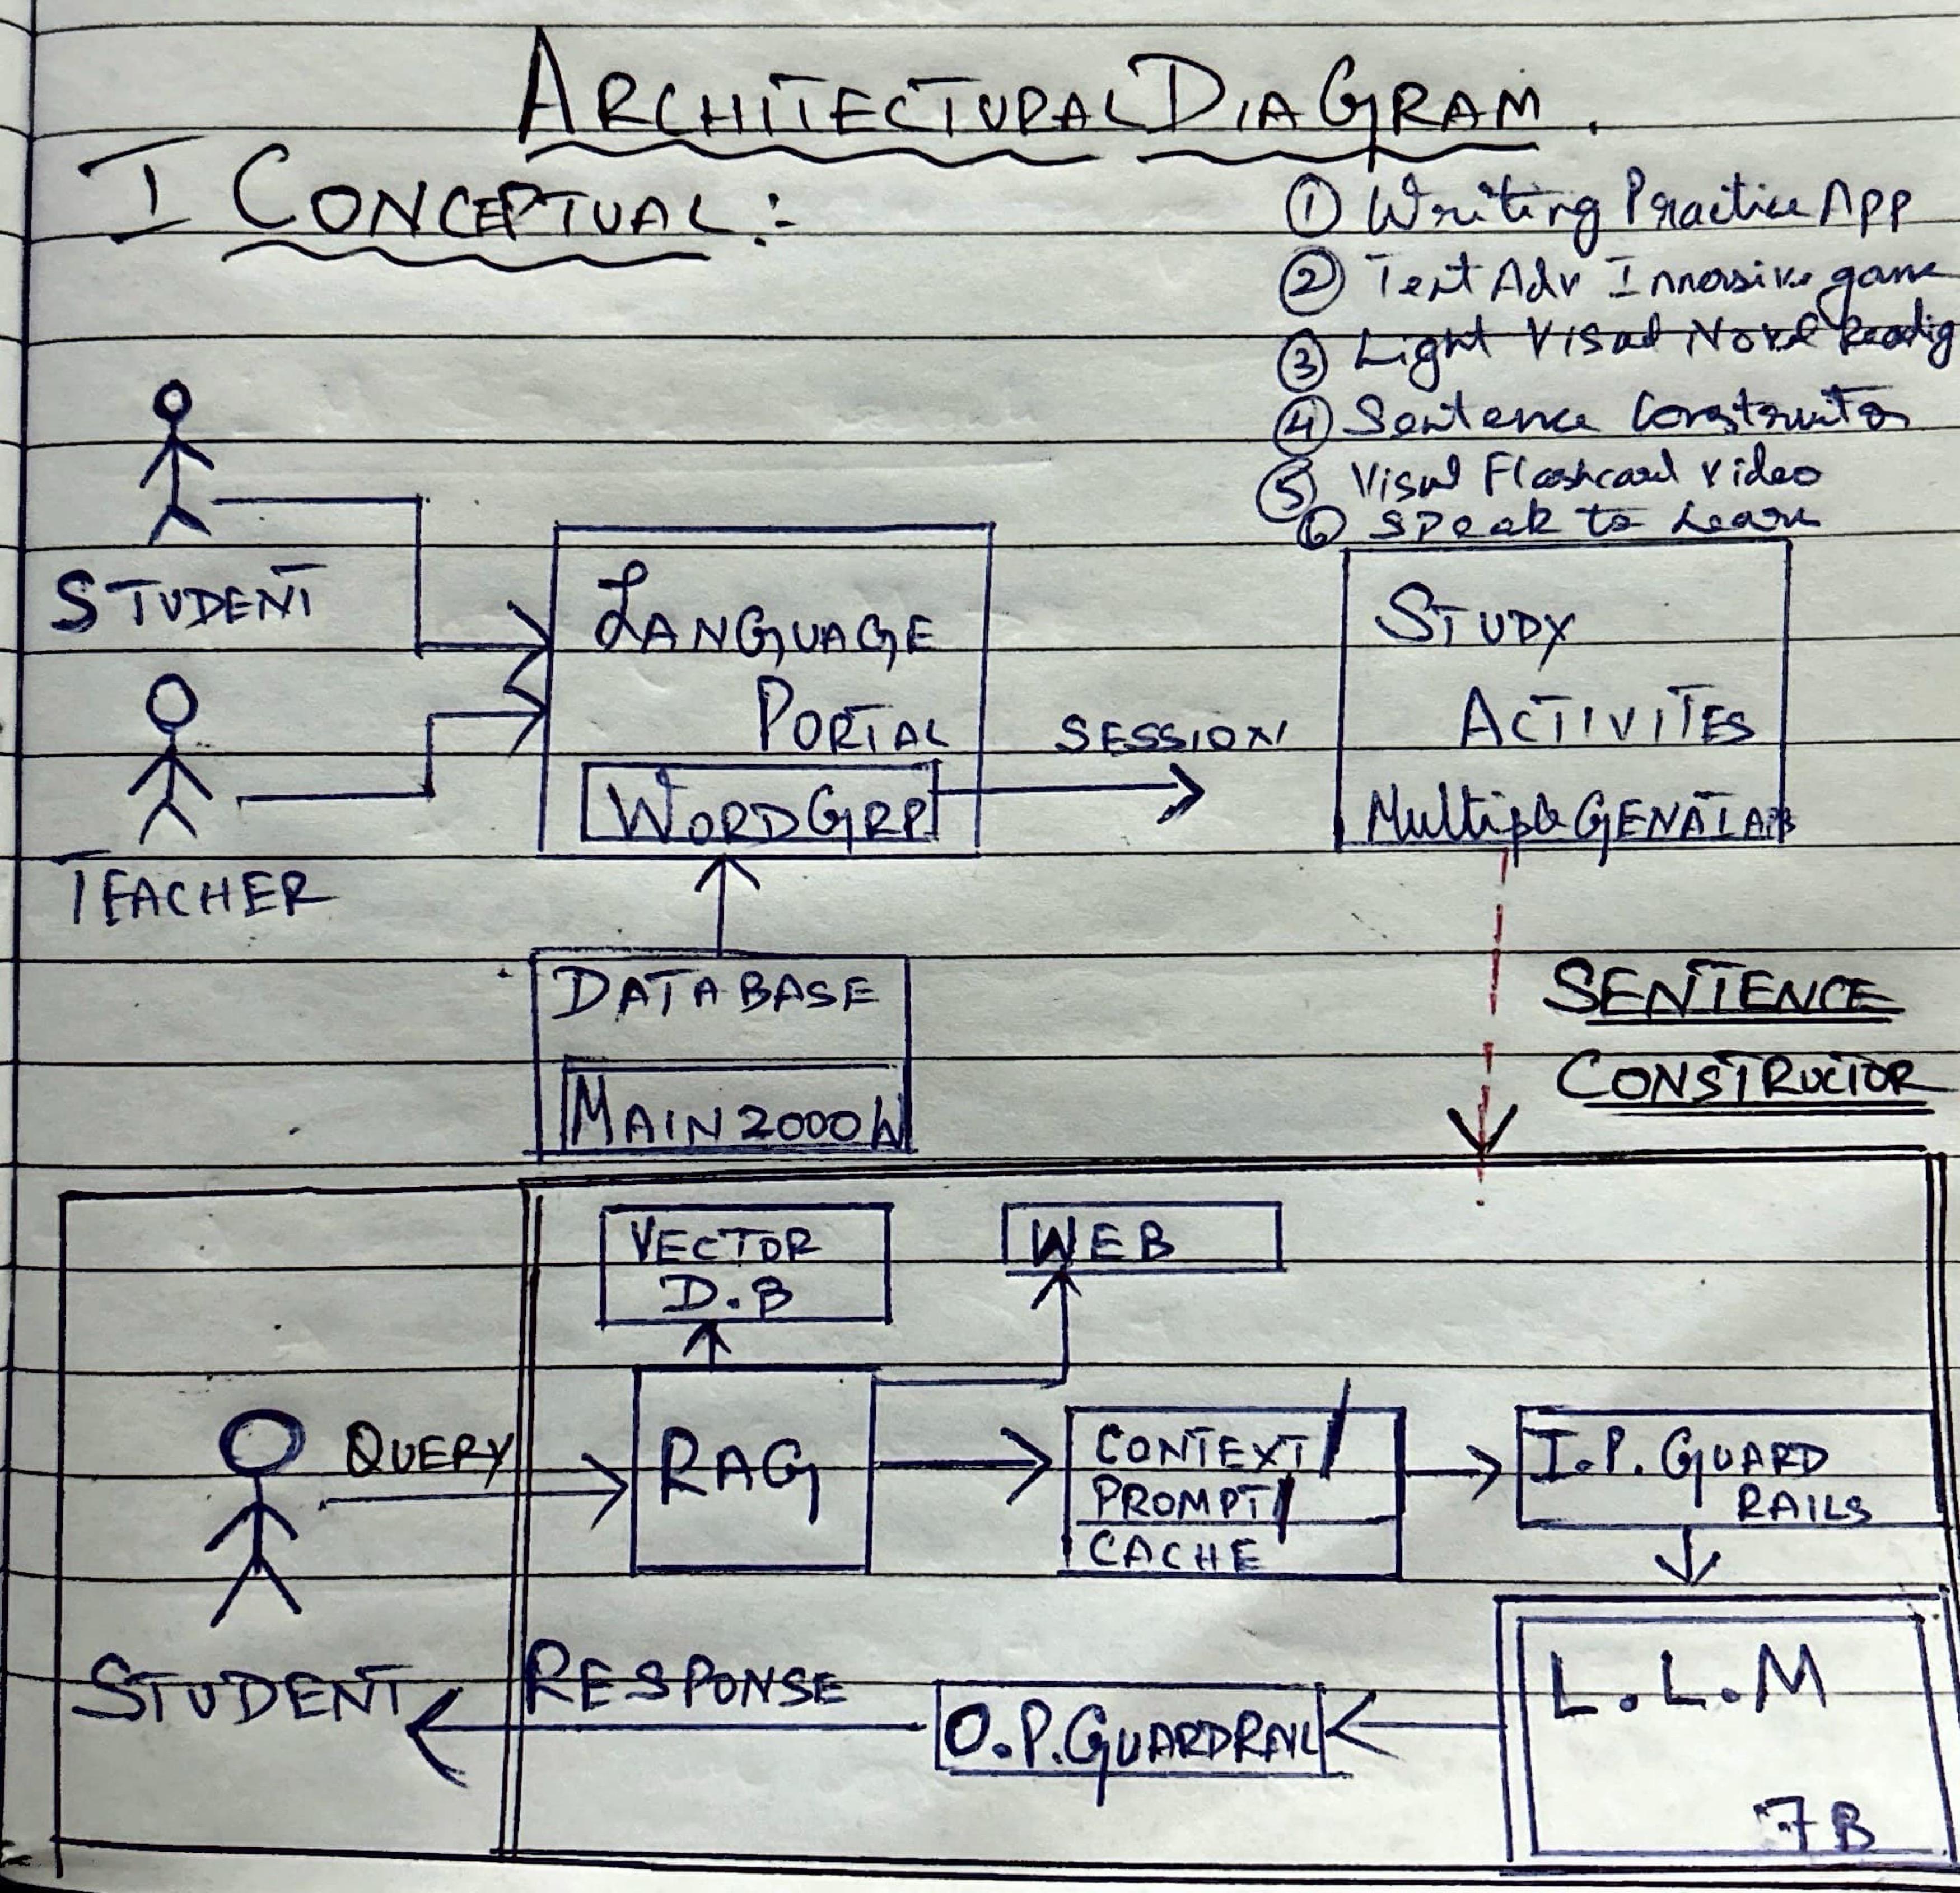 ARCHITECTURAL DIAGRAM.
I CONCEPTUAL:-
① Writing Practice App
② Text Adv Immersive game
③ Light Visual Novel Reading
④ Sentence Constructor
⑤ Visual Flashcard Video
⑥ Speak to Learn
STUDENT
LANGUAGE
PORTAL
WORD GRP
SESSION
STUDY
ACTIVITES
Multiple GENAI
TEACHER
DATABASE
MAIN 2000 W
SENTENCE
CONSTRUCTOR
VECTOR
D.B
WEB
QUERY
RAG
CONTEXT/
PROMPT/
CACHE
I.P. GUARD
RAILS
STUDENT
RESPONSE
O.P. GUARDRAIL
L.L.M
7B